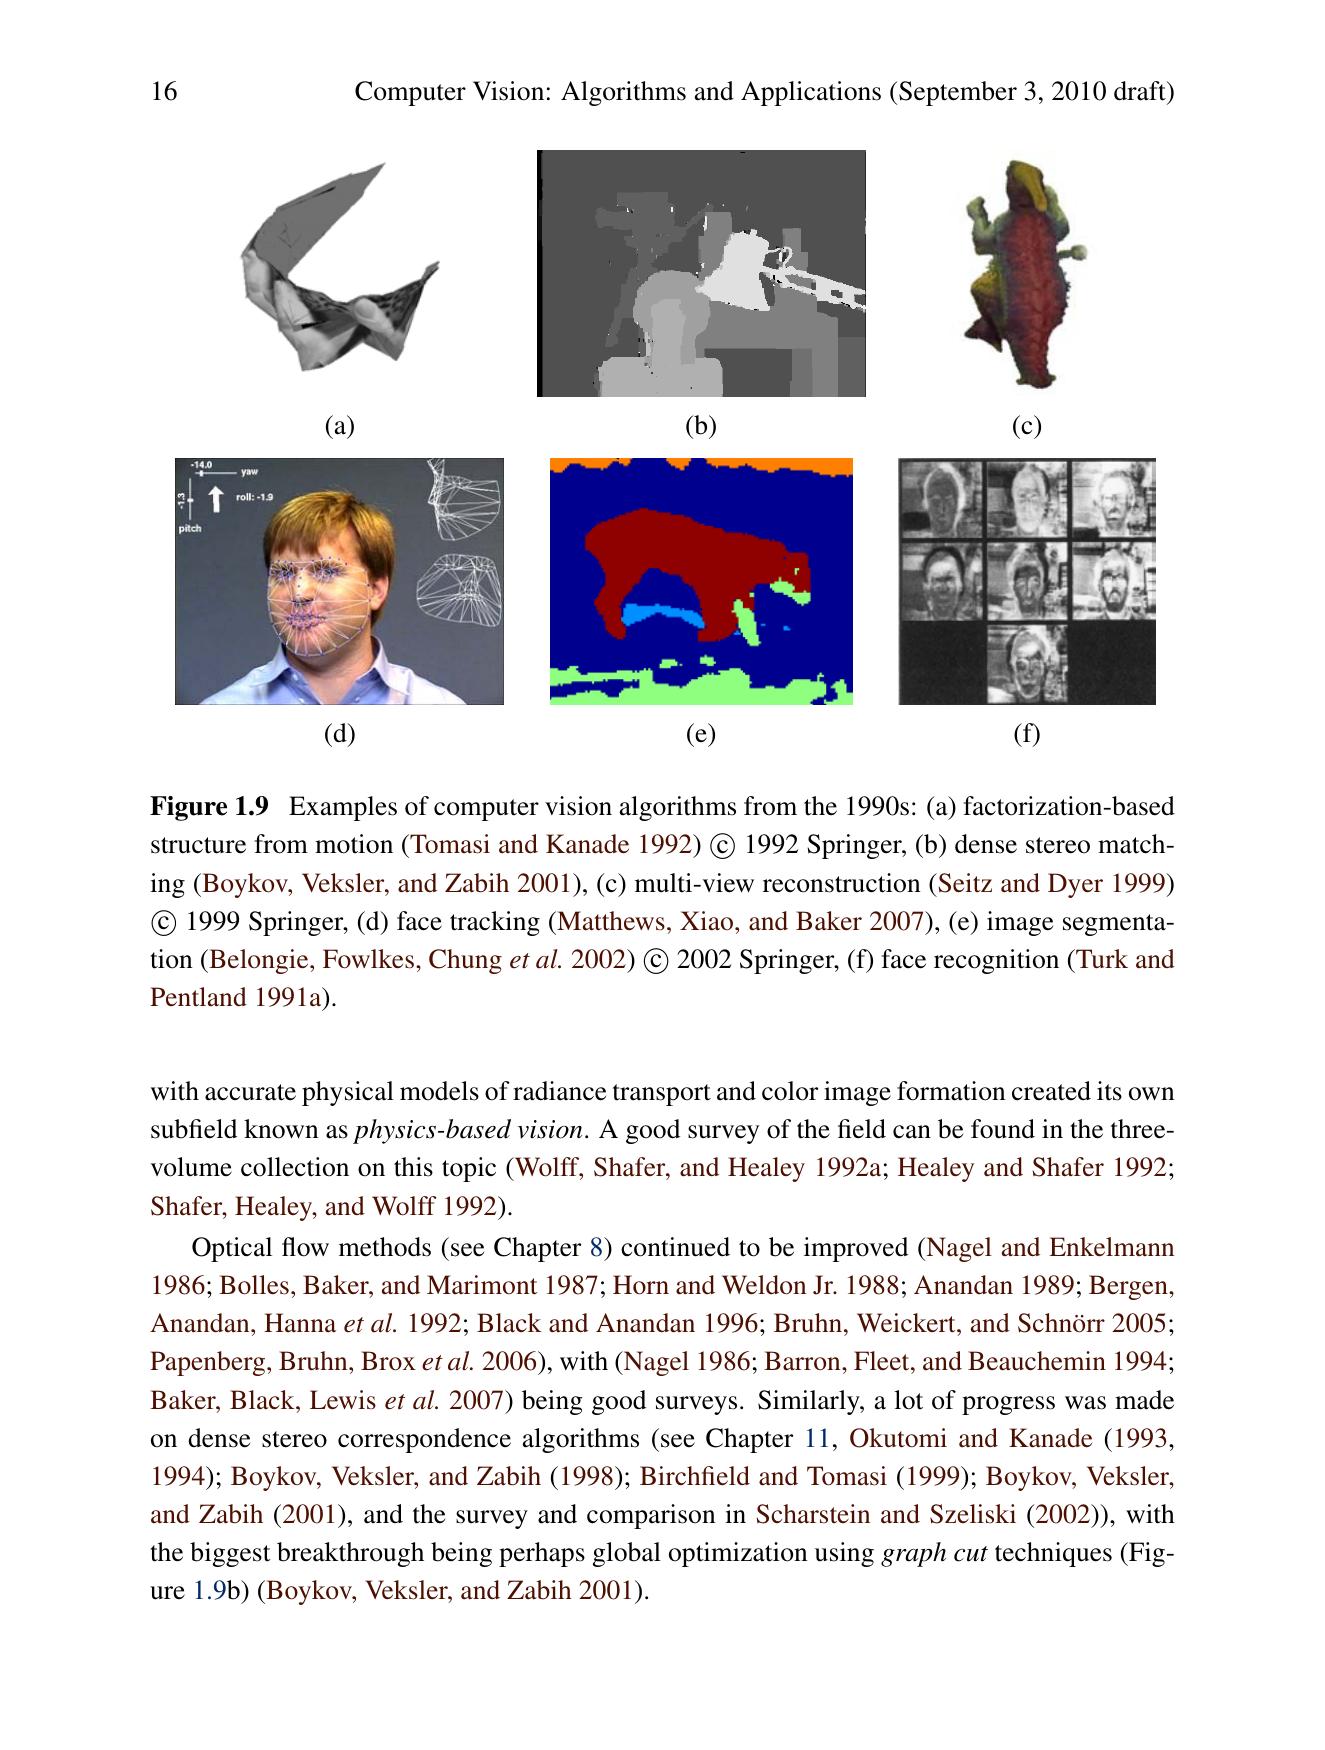 16 Computer Vision: Algorithms and Applications (September 3, 2010 draft)
(a) (b) (c)
-14.0
yaw
-1.3
roll: -1.9
pitch
(d) (e) (f)
Figure 1.9 Examples of computer vision algorithms from the 1990s: (a) factorization-based
structure from motion (Tomasi and Kanade 1992) © 1992 Springer, (b) dense stereo match-
ing (Boykov, Veksler, and Zabih 2001), (c) multi-view reconstruction (Seitz and Dyer 1999)
© 1999 Springer, (d) face tracking (Matthews, Xiao, and Baker 2007), (e) image segmenta-
tion (Belongie, Fowlkes, Chung et al. 2002) © 2002 Springer, (f) face recognition (Turk and
Pentland 1991a).
with accurate physical models of radiance transport and color image formation created its own
subfield known as physics-based vision. A good survey of the field can be found in the three-
volume collection on this topic (Wolff, Shafer, and Healey 1992a; Healey and Shafer 1992;
Shafer, Healey, and Wolff 1992).
Optical flow methods (see Chapter 8) continued to be improved (Nagel and Enkelmann
1986; Bolles, Baker, and Marimont 1987; Horn and Weldon Jr. 1988; Anandan 1989; Bergen,
Anandan, Hanna et al. 1992; Black and Anandan 1996; Bruhn, Weickert, and Schnörr 2005;
Papenberg, Bruhn, Brox et al. 2006), with (Nagel 1986; Barron, Fleet, and Beauchemin 1994;
Baker, Black, Lewis et al. 2007) being good surveys. Similarly, a lot of progress was made
on dense stereo correspondence algorithms (see Chapter 11, Okutomi and Kanade (1993,
1994); Boykov, Veksler, and Zabih (1998); Birchfield and Tomasi (1999); Boykov, Veksler,
and Zabih (2001), and the survey and comparison in Scharstein and Szeliski (2002)), with
the biggest breakthrough being perhaps global optimization using graph cut techniques (Fig-
ure 1.9b) (Boykov, Veksler, and Zabih 2001).